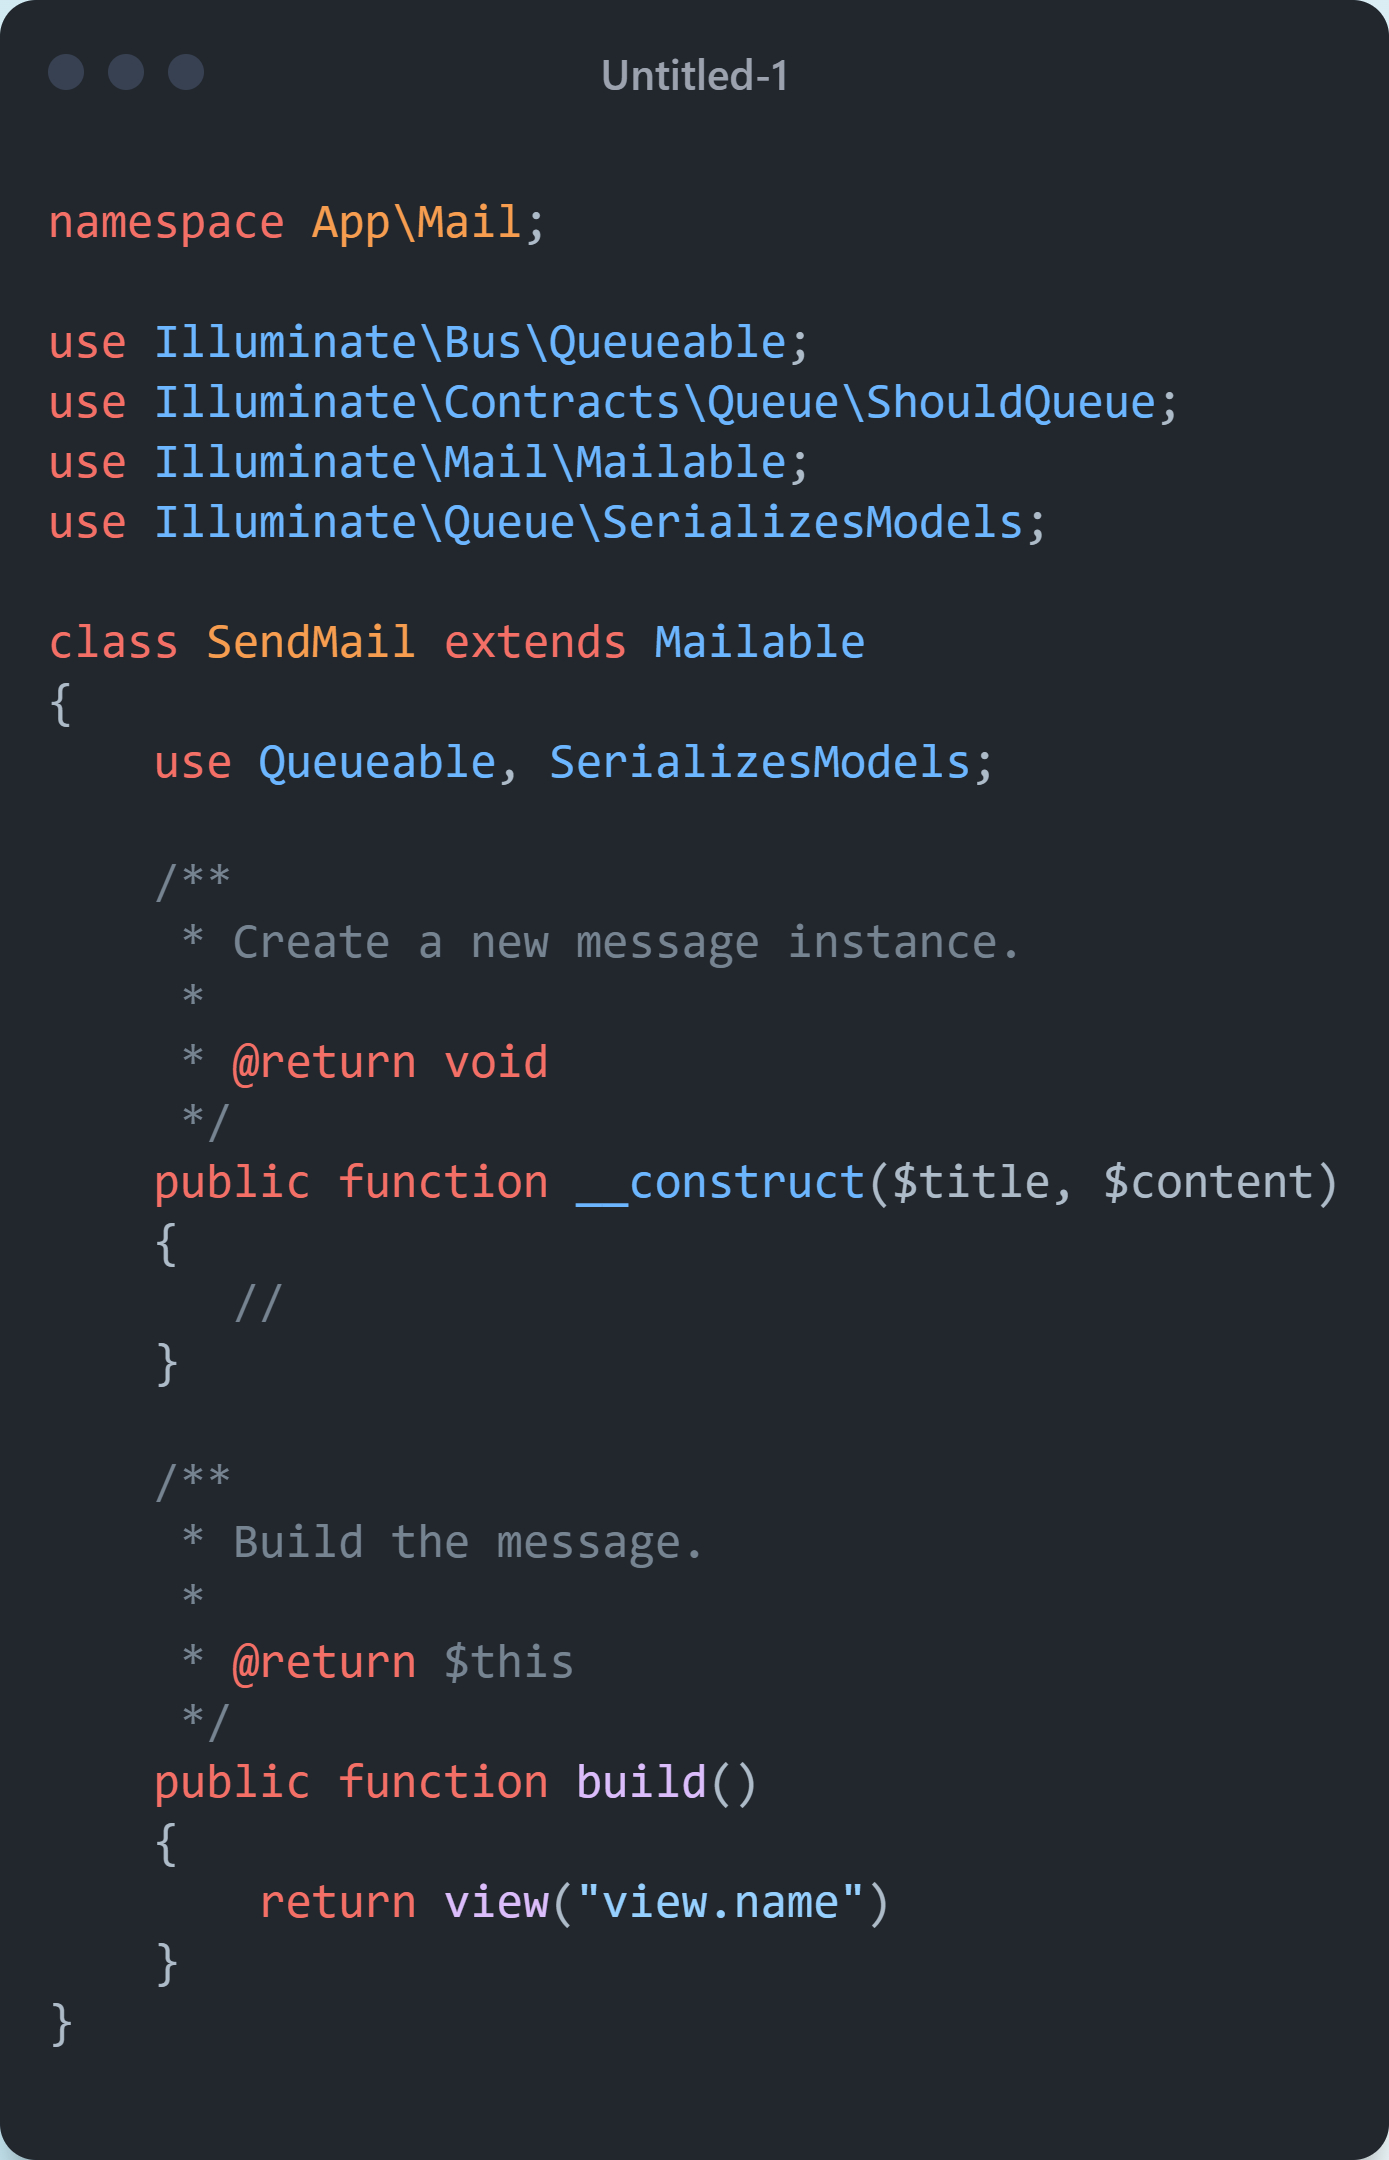 Untitled-1
namespace App\Mail;
use Illuminate\Bus\Queueable;
use Illuminate\Contracts\Queue\ShouldQueue;
use Illuminate\Mail\Mailable;
use Illuminate\Queue\SerializesModels;
class SendMail extends Mailable
{
    use Queueable, SerializesModels;
    /**
     * Create a new message instance.
     *
     * @return void
     */
    public function __construct($title, $content)
    {
       //
    }
    /**
     * Build the message.
     *
     * @return $this
     */
    public function build()
    {
        return view("view.name")
    }
}